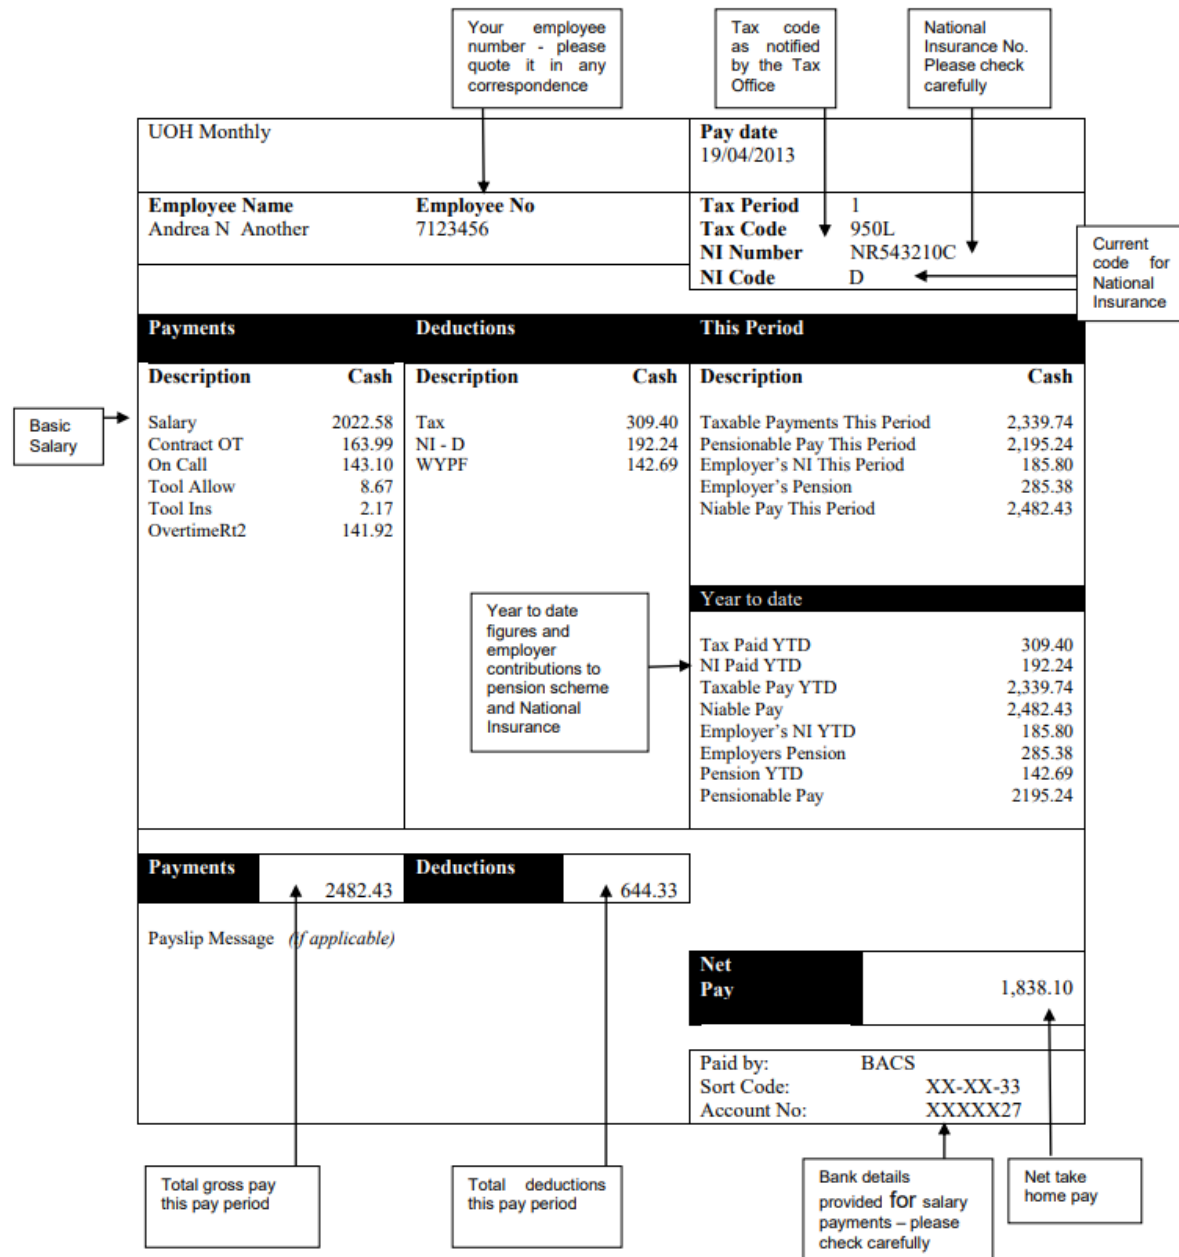 Your employee
number - please
quote it in any
correspondence
Tax code
as notified
by the Tax
Office
National
Insurance No.
Please check
carefully
UOH Monthly
Pay date
19/04/2013
Employee Name Employee No
Andrea N Another 7123456
Tax Period 1
Tax Code 950L
NI Number NR543210C
NI Code D
Current
code for
National
Insurance
Payments Deductions This Period
Description Cash Description Cash Description Cash
Basic
Salary
Salary 2022.58 Tax 309.40 Taxable Payments This Period 2,339.74
Contract OT 163.99 NI - D 192.24 Pensionable Pay This Period 2,195.24
On Call 143.10 WYPF 142.69 Employer's NI This Period 185.80
Tool Allow 8.67 Employer's Pension 285.38
Tool Ins 2.17 Niable Pay This Period 2,482.43
OvertimeRt2 141.92
Year to date
figures and
employer
contributions to
pension scheme
and National
Insurance
Year to date
Tax Paid YTD 309.40
NI Paid YTD 192.24
Taxable Pay YTD 2,339.74
Niable Pay 2,482.43
Employer's NI YTD 185.80
Employers Pension 285.38
Pension YTD 142.69
Pensionable Pay 2195.24
Payments 2482.43 Deductions 644.33
Payslip Message (if applicable)
Net
Pay 1,838.10
Paid by: BACS
Sort Code: XX-XX-33
Account No: XXXXX27
Total gross pay
this pay period
Total deductions
this pay period
Bank details
provided for salary
payments – please
check carefully
Net take
home pay